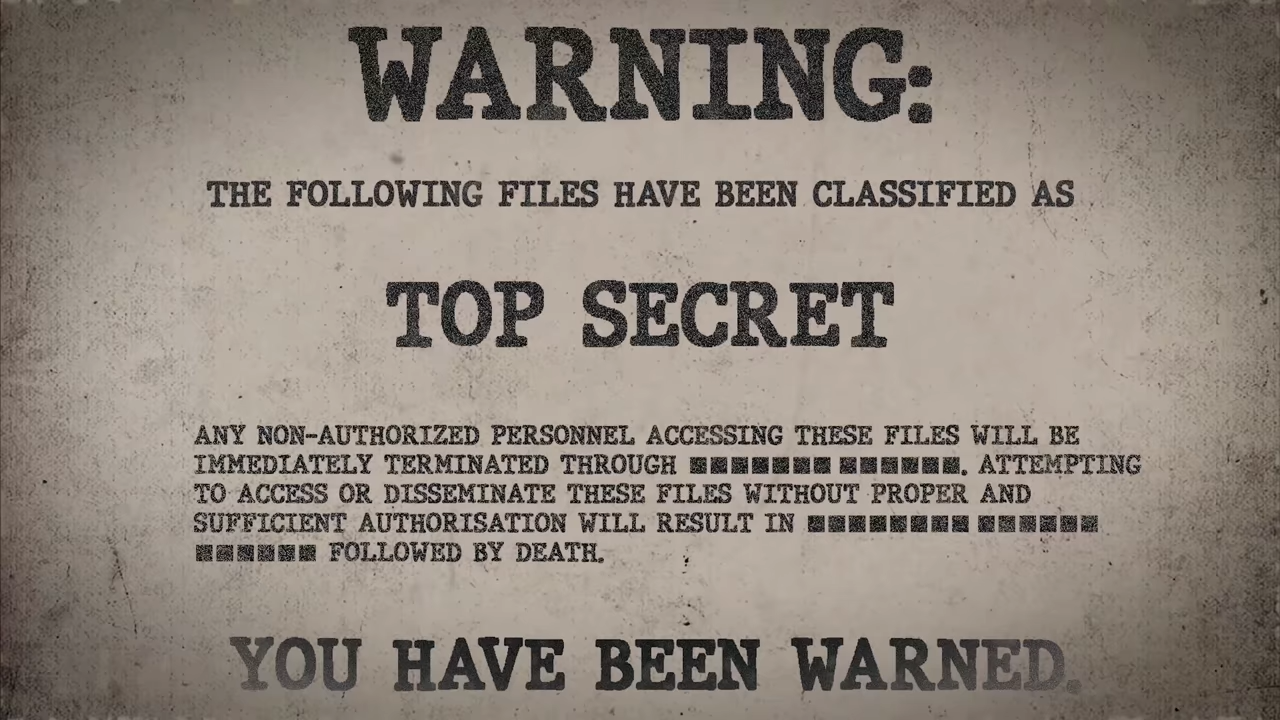 WARNING:
THE FOLLOWING FILES HAVE BEEN CLASSIFIED AS
TOP SECRET
ANY NON-AUTHORIZED PERSONNEL ACCESSING THESE FILES WILL BE
IMMEDIATELY TERMINATED THROUGH ■■■■■■■ ■■■■■■. ATTEMPTING
TO ACCESS OR DISSEMINATE THESE FILES WITHOUT PROPER AND
SUFFICIENT AUTHORISATION WILL RESULT IN ■■■■■■■■ ■■■■■■
■■■■■■ FOLLOWED BY DEATH.
YOU HAVE BEEN WARNED.